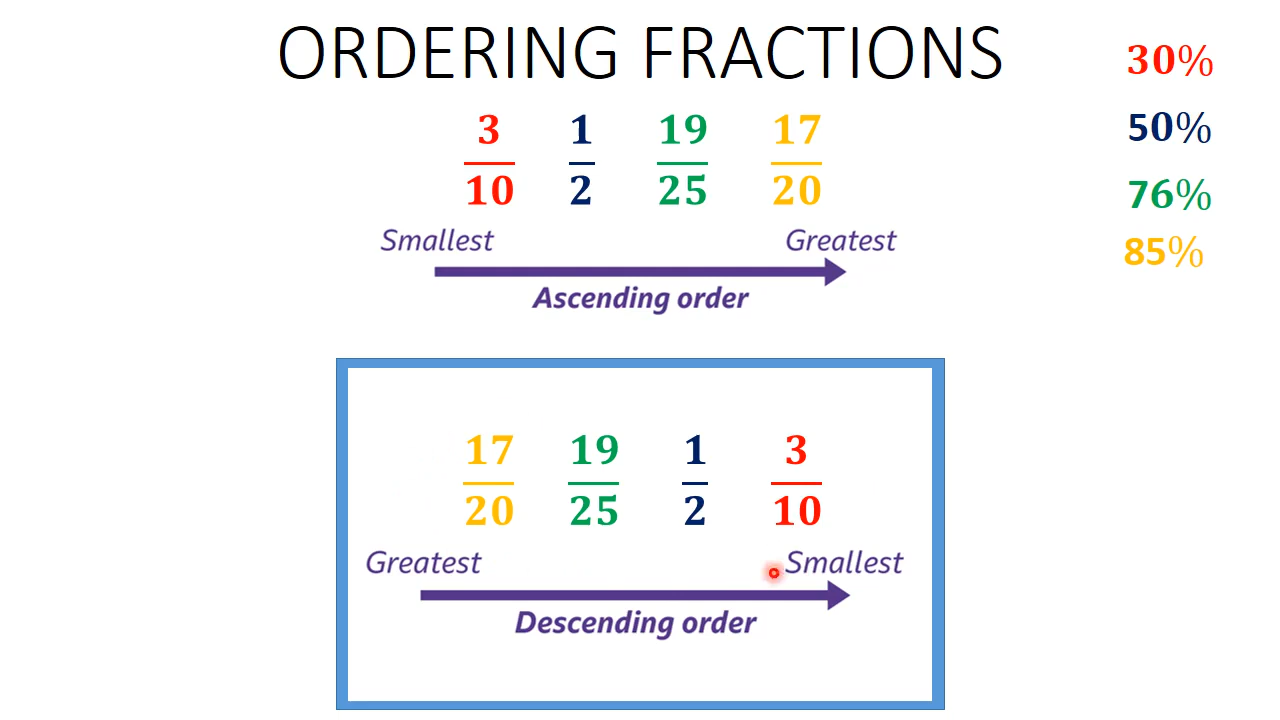 ORDERING FRACTIONS
30%
3 1 19 17
10 2 25 20
50%
76%
Smallest Greatest
85%
Ascending order
17 19 1 3
20 25 2 10
Greatest Smallest
Descending order